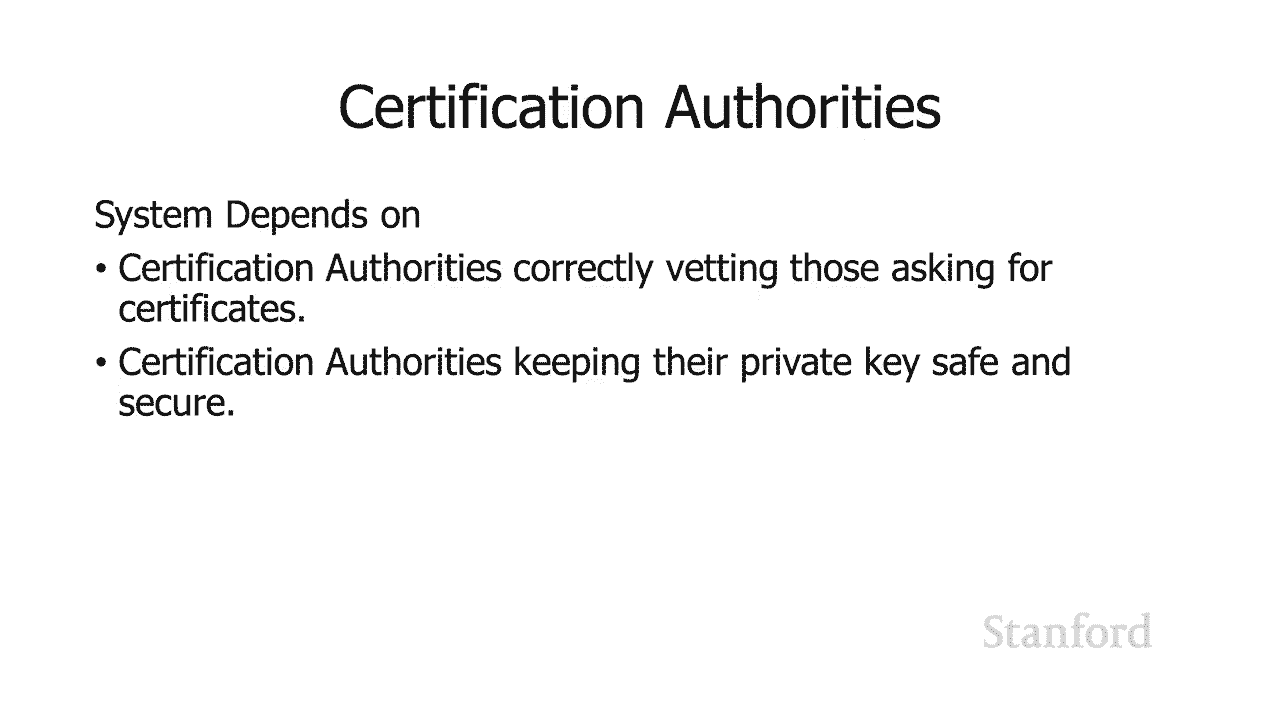 Certification Authorities
System Depends on
• Certification Authorities correctly vetting those asking for
certificates.
• Certification Authorities keeping their private key safe and
secure.
Stanford